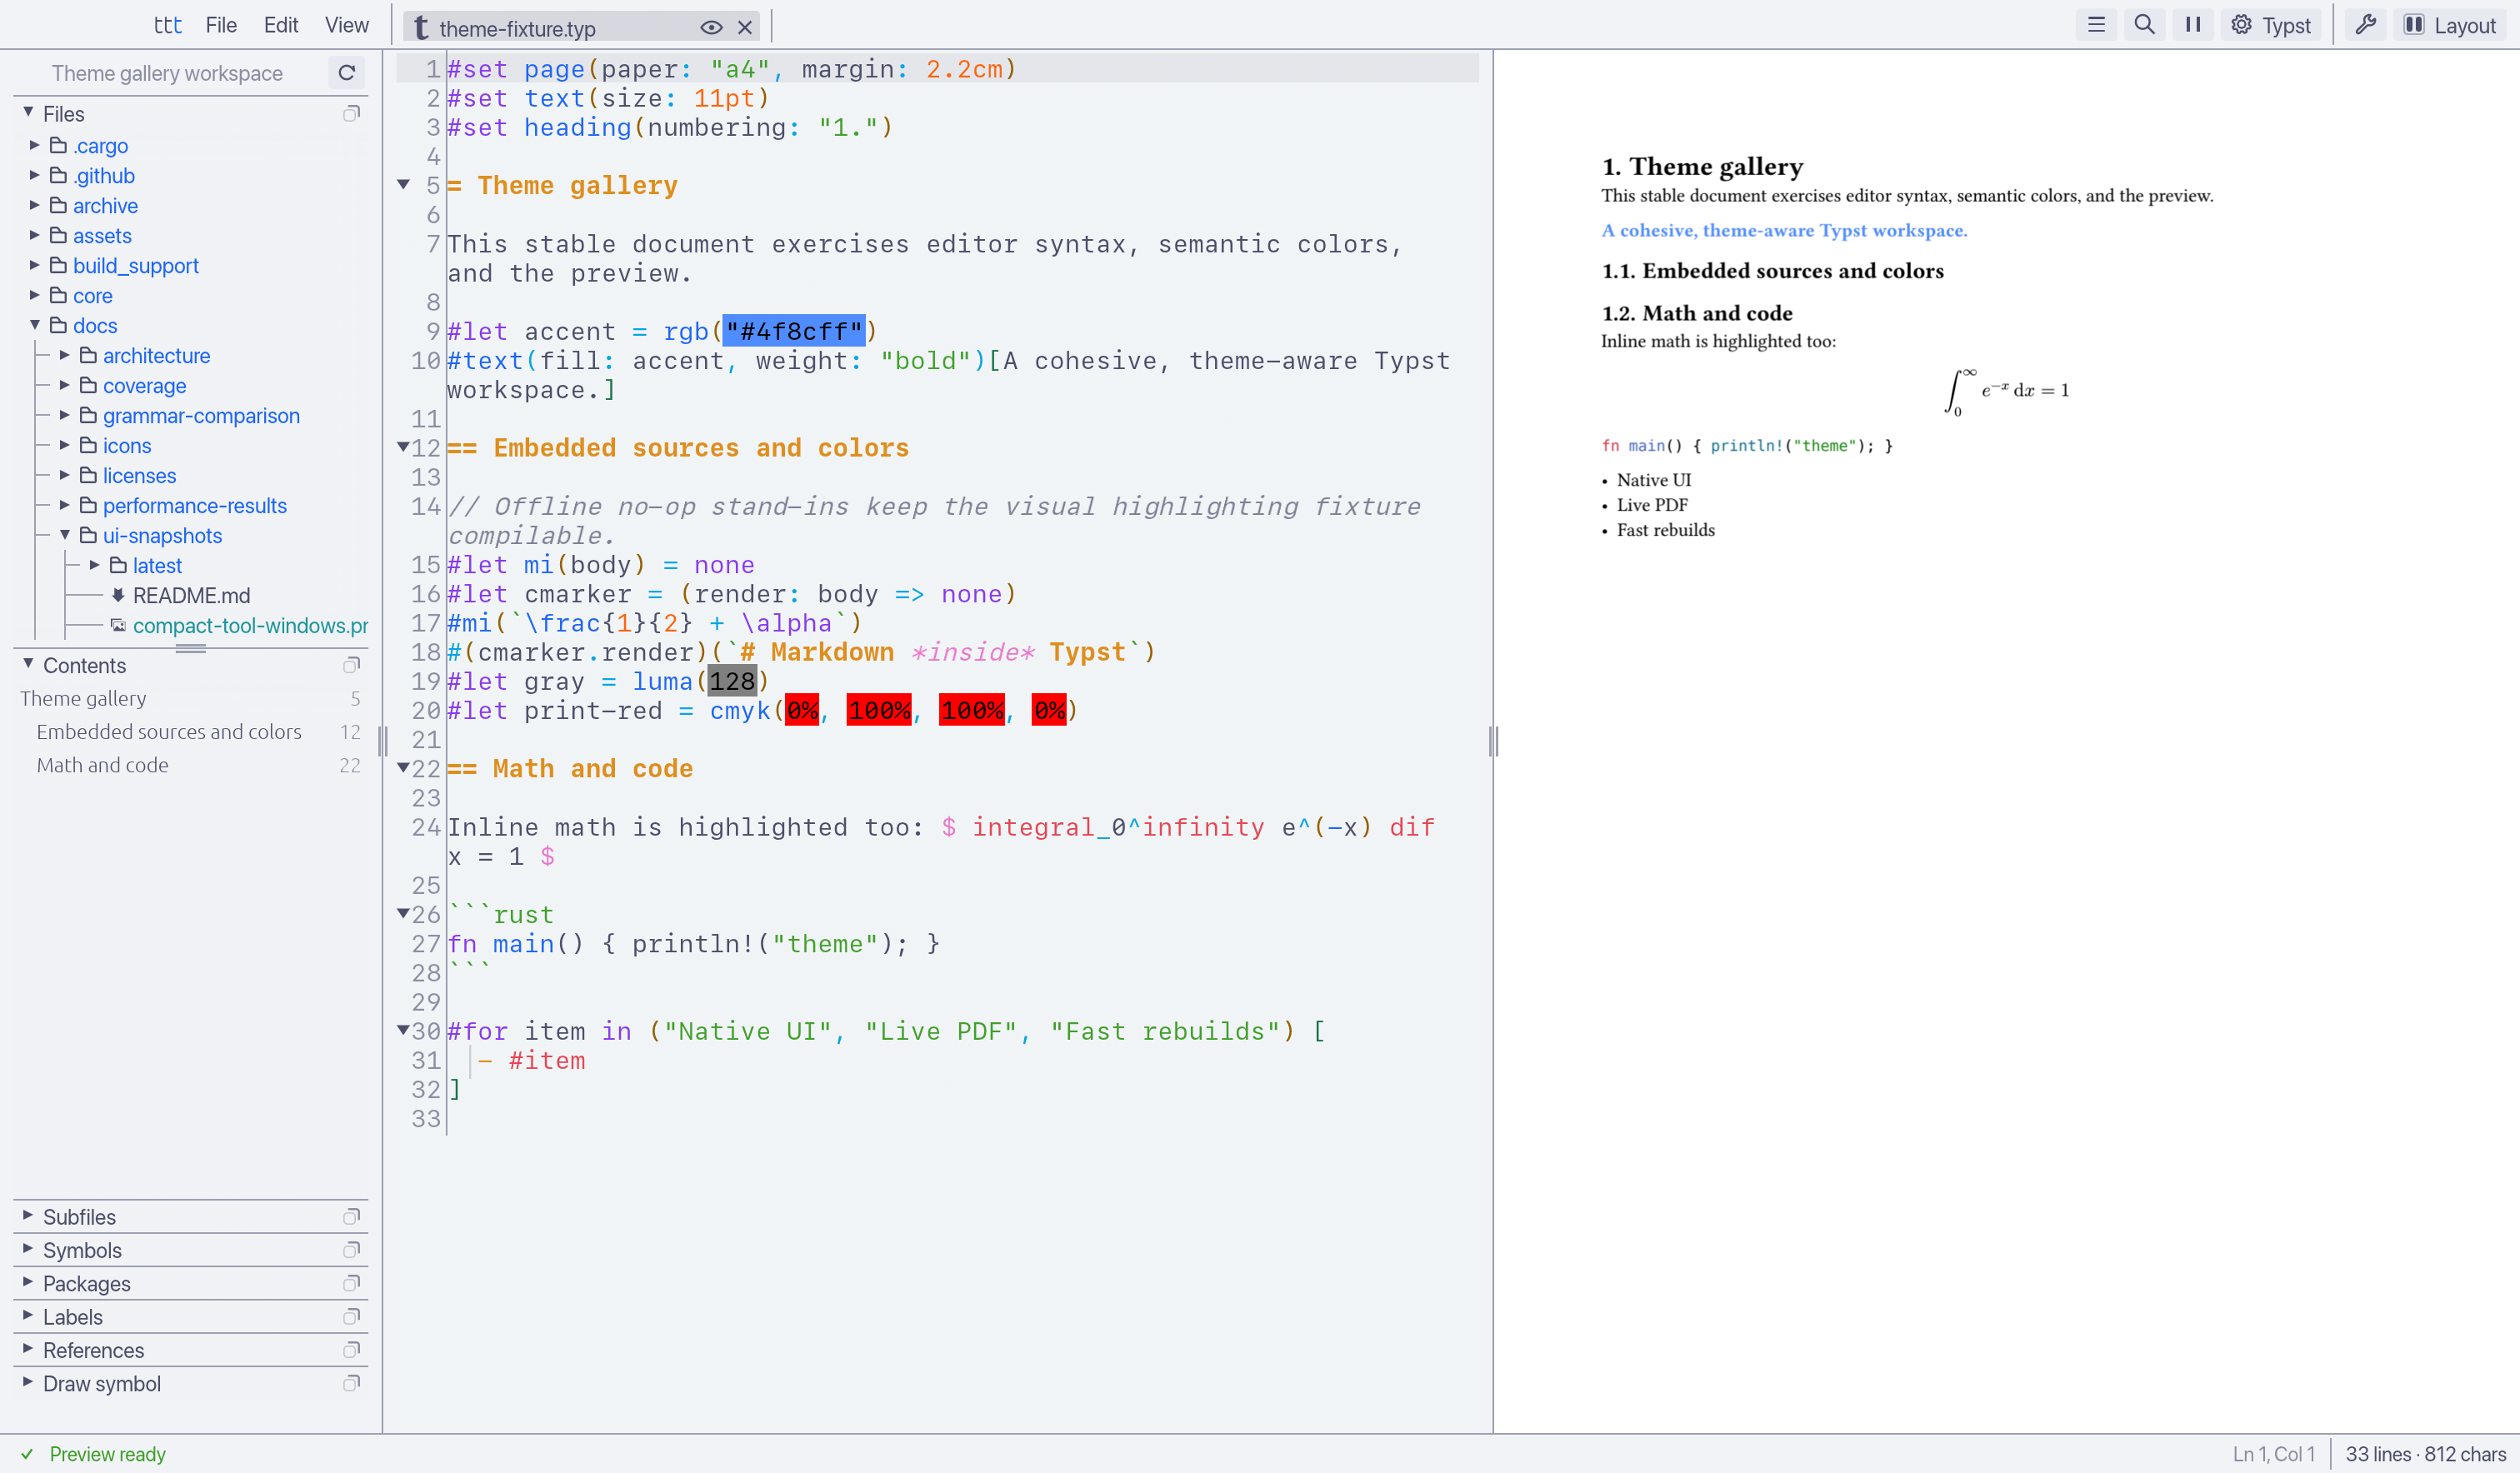 ttt File Edit View theme-fixture.typ Typst Layout
Theme gallery workspace
Files
.cargo
.github
archive
assets
build_support
core
docs
architecture
coverage
grammar-comparison
icons
licenses
performance-results
ui-snapshots
latest
README.md
compact-tool-windows.pr
Contents
Theme gallery 5
Embedded sources and colors 12
Math and code 22
Subfiles
Symbols
Packages
Labels
References
Draw symbol
1 #set page(paper: "a4", margin: 2.2cm)
2 #set text(size: 11pt)
3 #set heading(numbering: "1.")
4
5 = Theme gallery
6
7 This stable document exercises editor syntax, semantic colors,
and the preview.
8
9 #let accent = rgb("#4f8cff")
10 #text(fill: accent, weight: "bold")[A cohesive, theme-aware Typst
workspace.]
11
12 == Embedded sources and colors
13
14 // Offline no-op stand-ins keep the visual highlighting fixture
compilable.
15 #let mi(body) = none
16 #let cmarker = (render: body => none)
17 #mi(`\frac{1}{2} + \alpha`)
18 #(cmarker.render)(`# Markdown *inside* Typst`)
19 #let gray = luma(128)
20 #let print-red = cmyk(0%, 100%, 100%, 0%)
21
22 == Math and code
23
24 Inline math is highlighted too: $ integral_0^infinity e^(-x) dif
x = 1 $
25
26 ```rust
27 fn main() { println!("theme"); }
28 ```
29
30 #for item in ("Native UI", "Live PDF", "Fast rebuilds") [
31 - #item
32 ]
33
1. Theme gallery
This stable document exercises editor syntax, semantic colors, and the preview.
A cohesive, theme-aware Typst workspace.
1.1. Embedded sources and colors
1.2. Math and code
Inline math is highlighted too:
∫₀^∞ e⁻ˣ dx = 1
fn main() { println!("theme"); }
• Native UI
• Live PDF
• Fast rebuilds
Preview ready
Ln 1, Col 1 33 lines · 812 chars